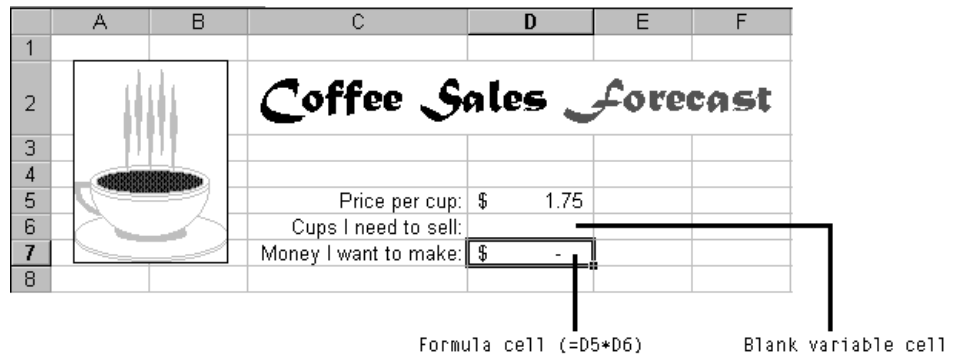 A B C D E F
1
2 Coffee Sales Forecast
3
4
5 Price per cup: $ 1.75
6 Cups I need to sell:
7 Money I want to make: $ -
8
Formula cell (=D5*D6) Blank variable cell